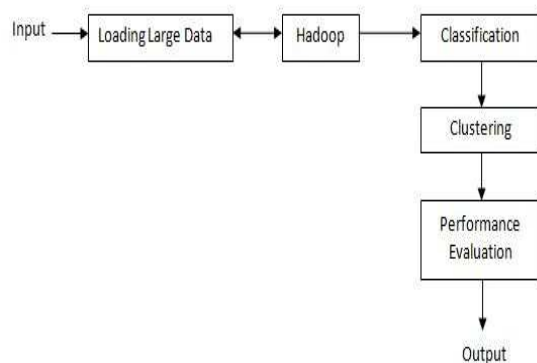 Input
Loading Large Data
Hadoop
Classification
Clustering
Performance
Evaluation
Output